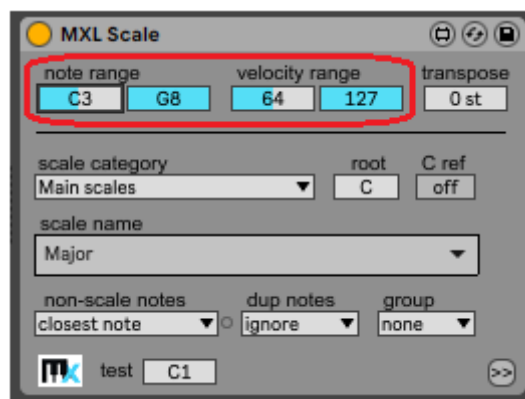 MXL Scale
note range velocity range transpose
C3 G8 64 127 0 st
scale category root C ref
Main scales C off
scale name
Major
non-scale notes dup notes group
closest note ignore none
mx test C1 >>